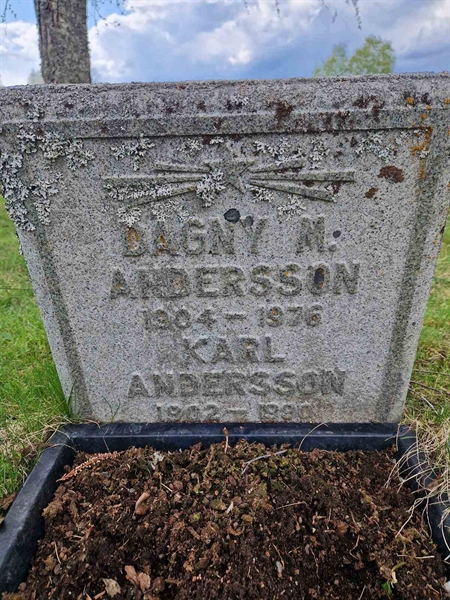 DAGNY M.
ANDERSSON
1904 - 1976
KARL
ANDERSSON
1902 - 1990